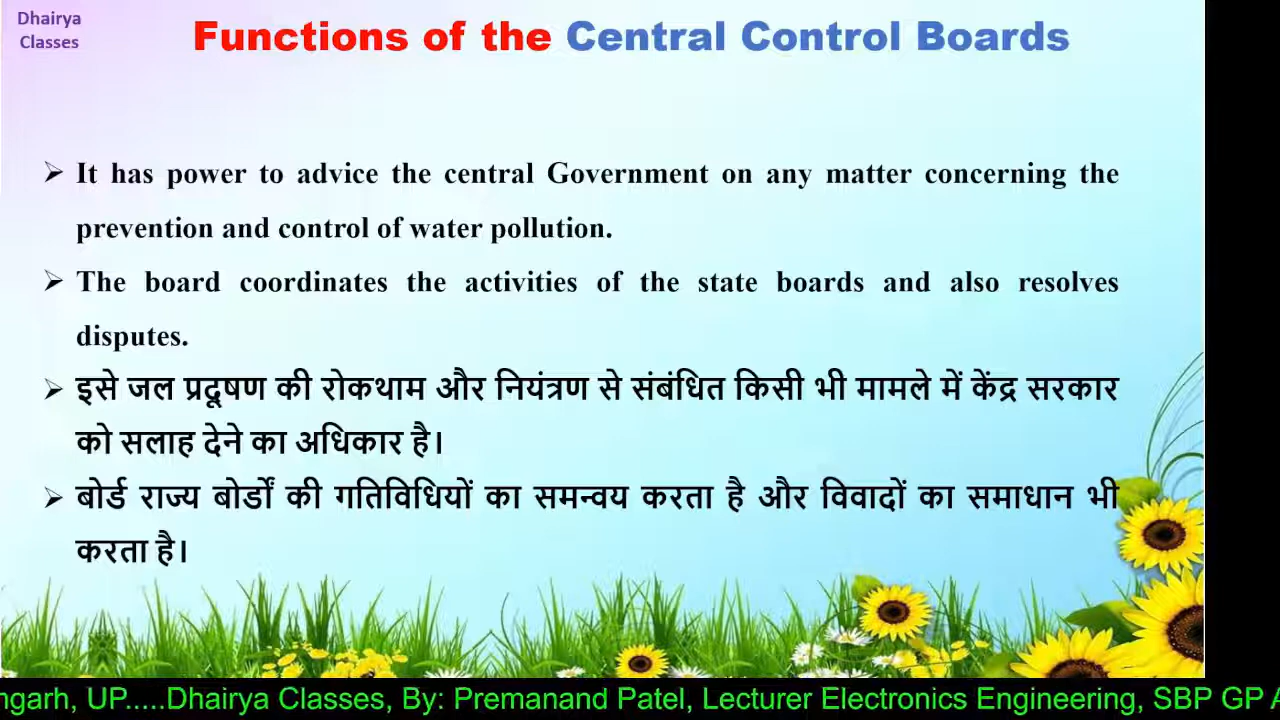 Dhairya
Classes
Functions of the Central Control Boards
➢ It has power to advice the central Government on any matter concerning the
prevention and control of water pollution.
➢ The board coordinates the activities of the state boards and also resolves
disputes.
➢ इसे जल प्रदूषण की रोकथाम और नियंत्रण से संबंधित किसी भी मामले में केंद्र सरकार
को सलाह देने का अधिकार है।
➢ बोर्ड राज्य बोर्डों की गतिविधियों का समन्वय करता है और विवादों का समाधान भी
करता है।
ngarh, UP.....Dhairya Classes, By: Premanand Patel, Lecturer Electronics Engineering, SBP GP A